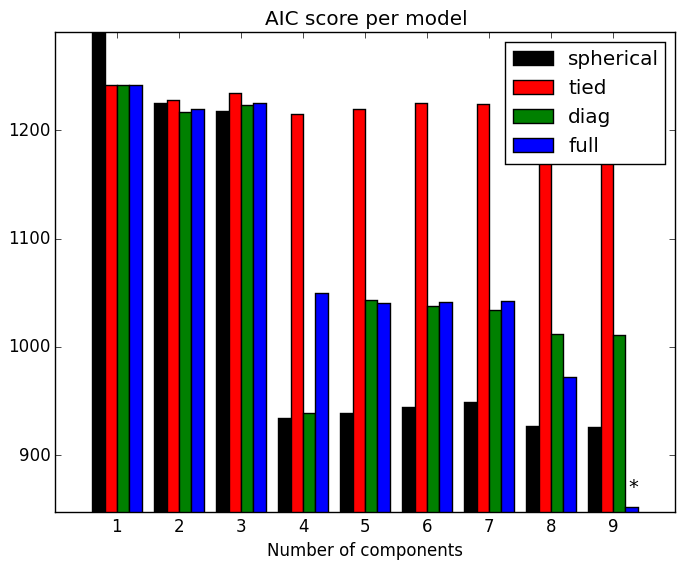 AIC score per model
spherical
tied
diag
full
1200
1100
1000
900
*
1 2 3 4 5 6 7 8 9
Number of components